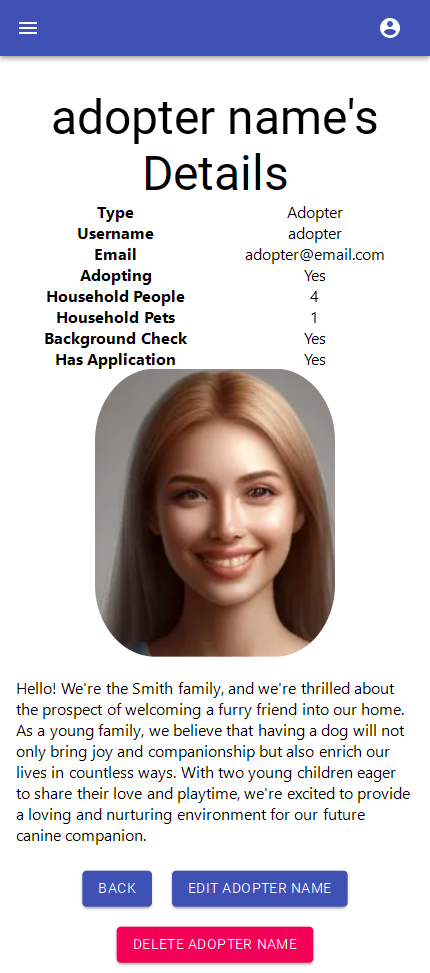 adopter name's
Details
Type Adopter
Username adopter
Email adopter@email.com
Adopting Yes
Household People 4
Household Pets 1
Background Check Yes
Has Application Yes
Hello! We're the Smith family, and we're thrilled about
the prospect of welcoming a furry friend into our home.
As a young family, we believe that having a dog will not
only bring joy and companionship but also enrich our
lives in countless ways. With two young children eager
to share their love and playtime, we're excited to provide
a loving and nurturing environment for our future
canine companion.
BACK EDIT ADOPTER NAME
DELETE ADOPTER NAME